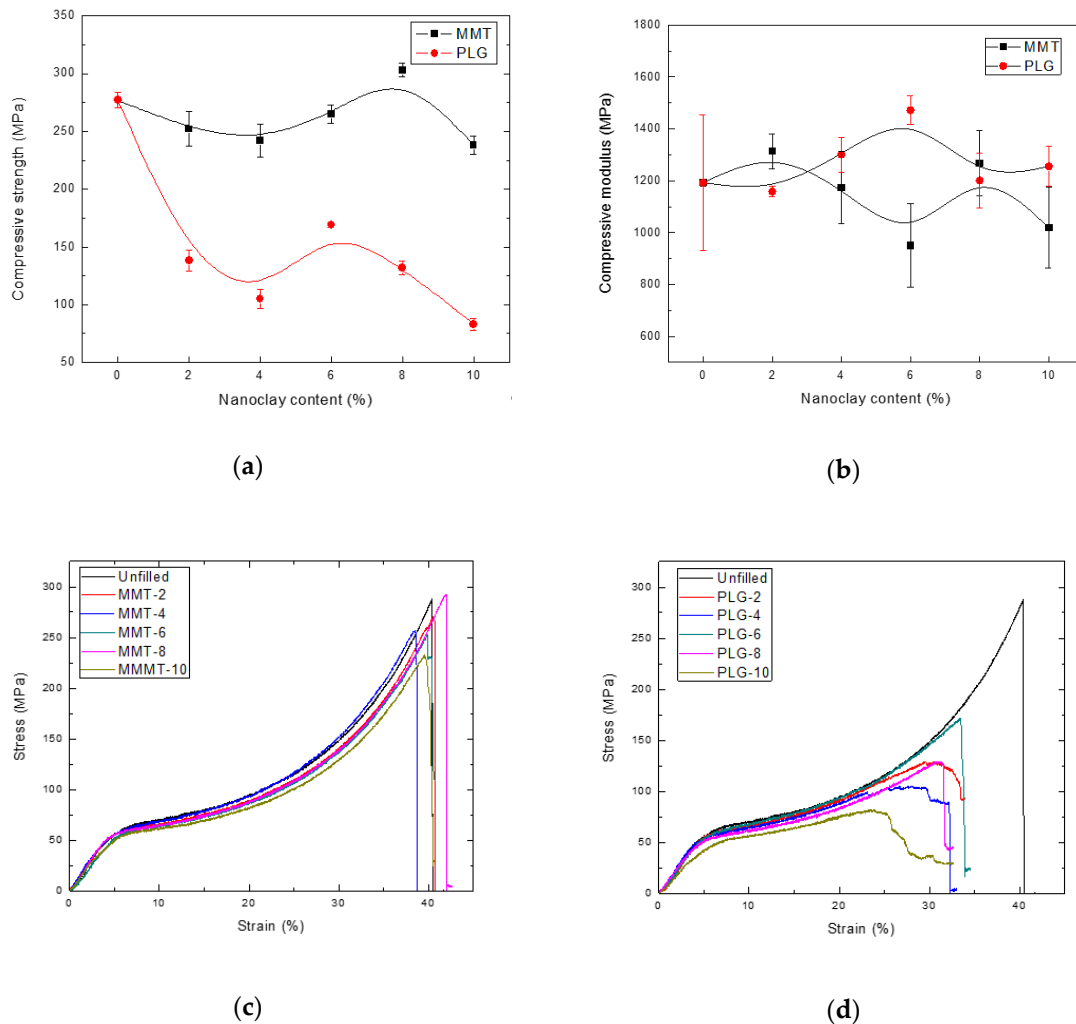 350
300
250
200
150
100
50
Compressive strength (MPa)
MMT
PLG
0 2 4 6 8 10
Nanoclay content (%)
(a)
1800
1600
1400
1200
1000
800
600
Compressive modulus (MPa)
MMT
PLG
0 2 4 6 8 10
Nanoclay content (%)
(b)
300
250
200
150
100
50
0
Stress (MPa)
Unfilled
MMT-2
MMT-4
MMT-6
MMT-8
MMMT-10
0 10 20 30 40
Strain (%)
(c)
300
250
200
150
100
50
0
Stress (MPa)
Unfilled
PLG-2
PLG-4
PLG-6
PLG-8
PLG-10
0 10 20 30 40
Strain (%)
(d)